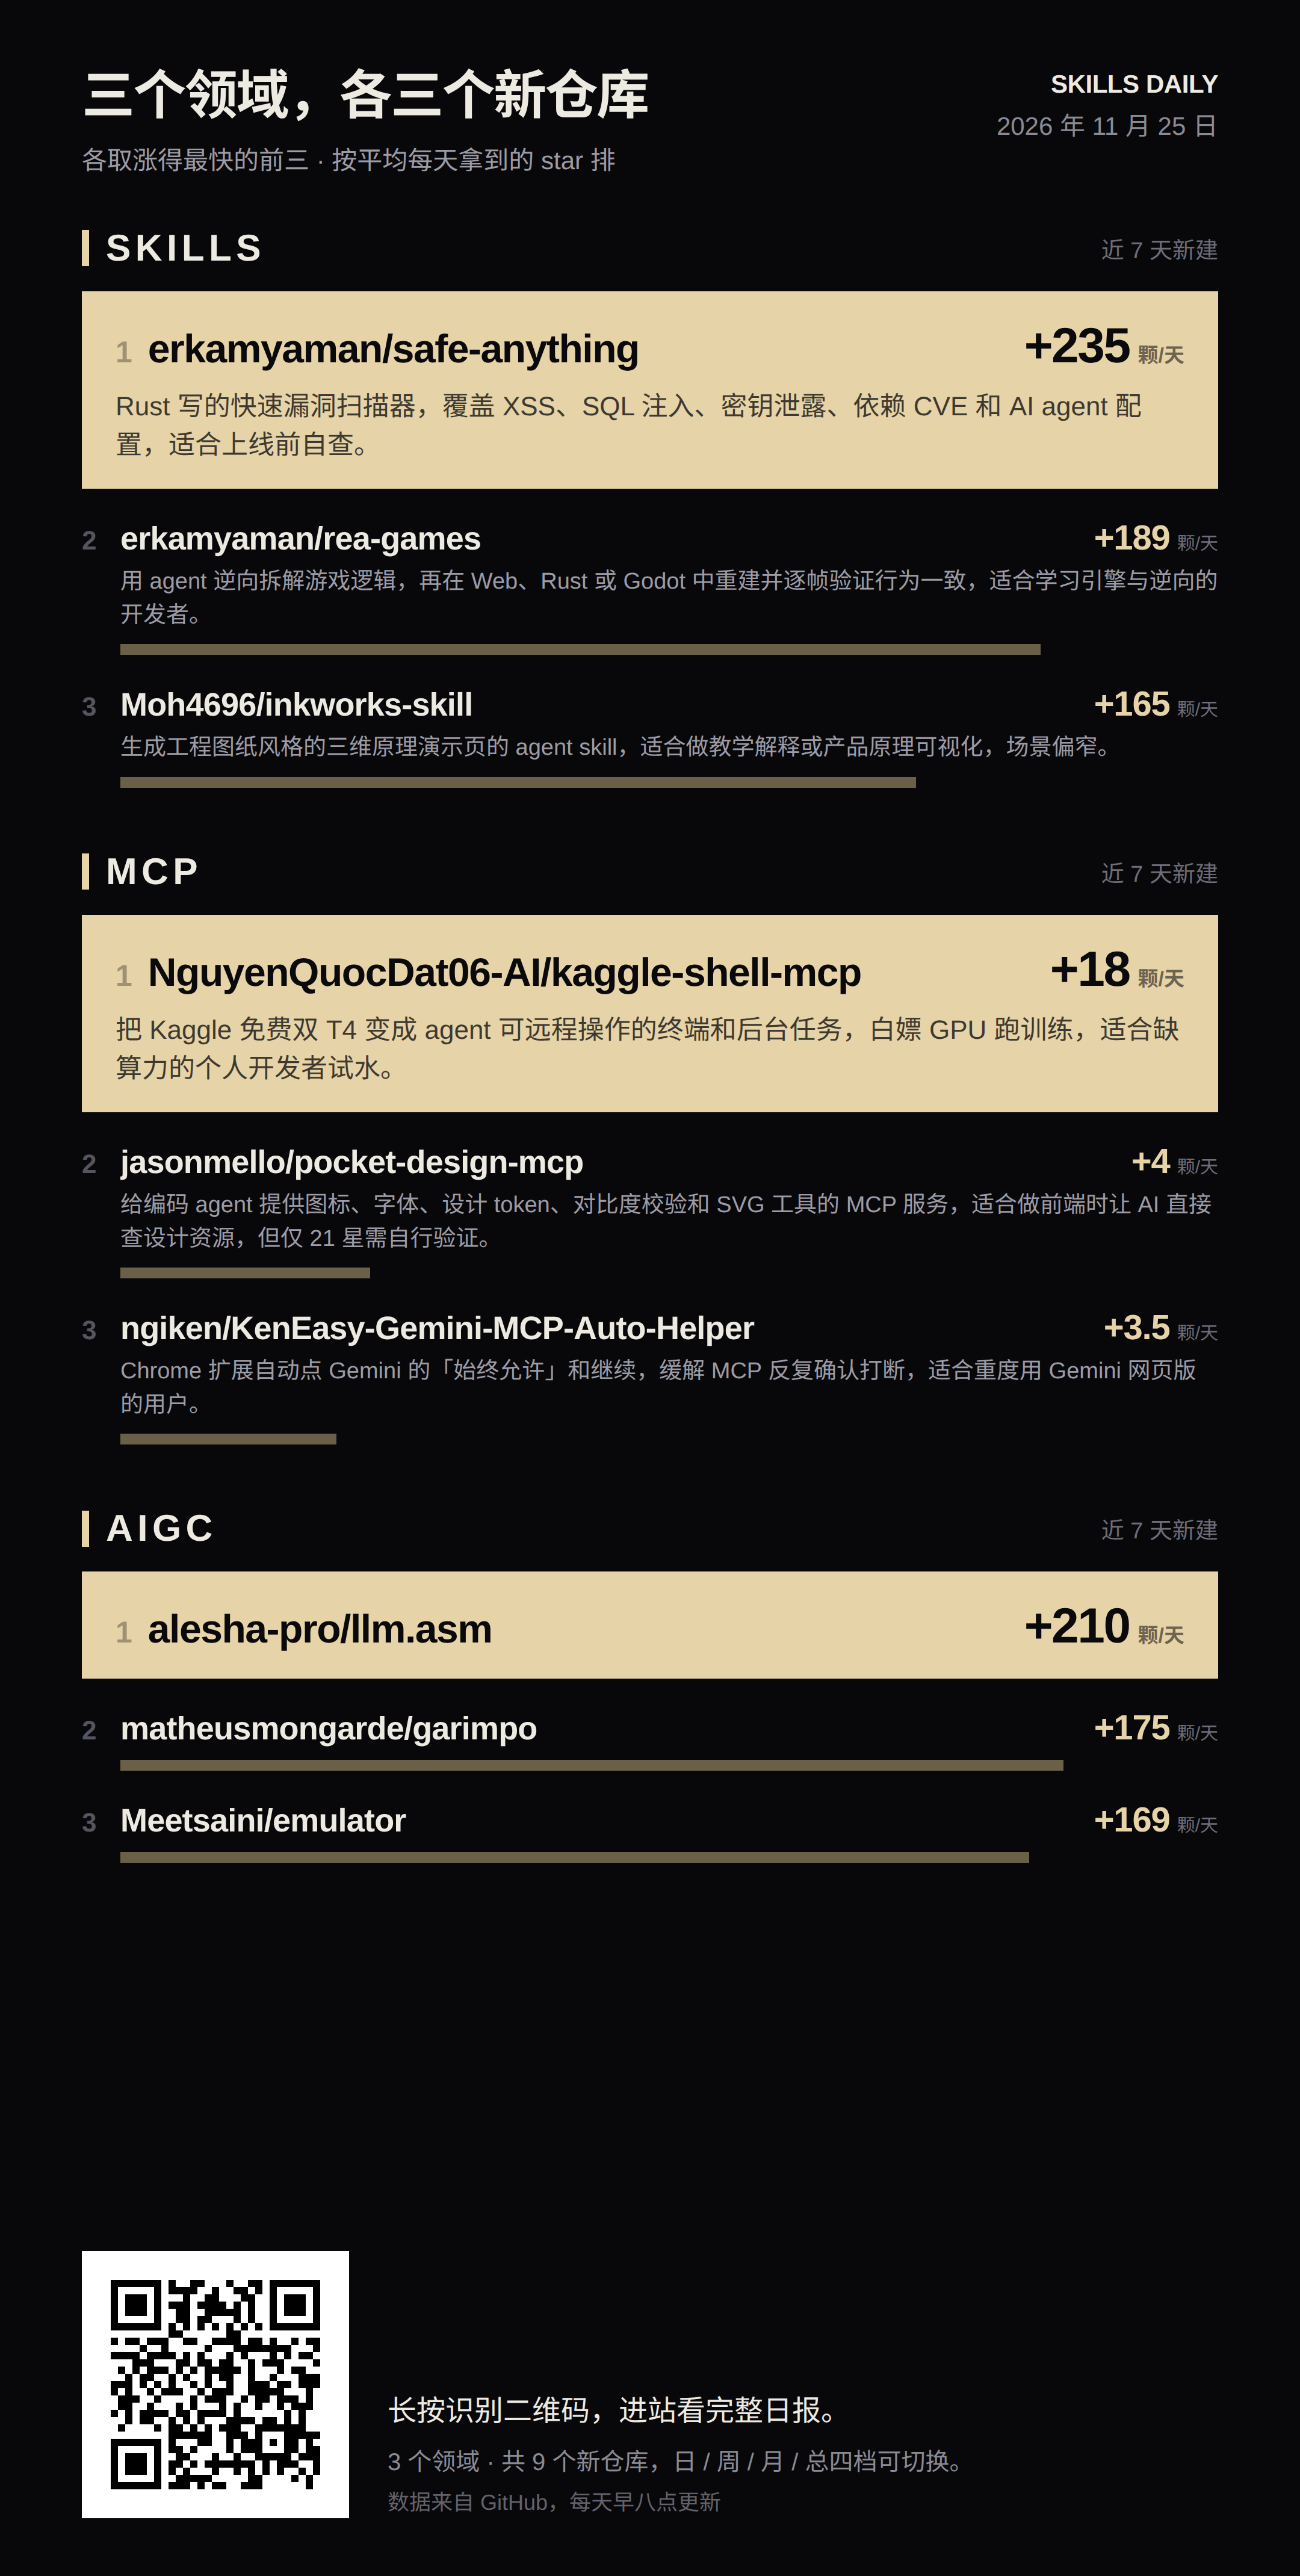 三个领域，各三个新仓库
SKILLS DAILY
2026 年 11 月 25 日
各取涨得最快的前三 · 按平均每天拿到的 star 排
SKILLS
近 7 天新建
1 erkamyaman/safe-anything +235 颗/天
Rust 写的快速漏洞扫描器，覆盖 XSS、SQL 注入、密钥泄露、依赖 CVE 和 AI agent 配
置，适合上线前自查。
2 erkamyaman/rea-games +189 颗/天
用 agent 逆向拆解游戏逻辑，再在 Web、Rust 或 Godot 中重建并逐帧验证行为一致，适合学习引擎与逆向的
开发者。
3 Moh4696/inkworks-skill +165 颗/天
生成工程图纸风格的三维原理演示页的 agent skill，适合做教学解释或产品原理可视化，场景偏窄。
MCP
近 7 天新建
1 NguyenQuocDat06-AI/kaggle-shell-mcp +18 颗/天
把 Kaggle 免费双 T4 变成 agent 可远程操作的终端和后台任务，白嫖 GPU 跑训练，适合缺
算力的个人开发者试水。
2 jasonmello/pocket-design-mcp +4 颗/天
给编码 agent 提供图标、字体、设计 token、对比度校验和 SVG 工具的 MCP 服务，适合做前端时让 AI 直接
查设计资源，但仅 21 星需自行验证。
3 ngiken/KenEasy-Gemini-MCP-Auto-Helper +3.5 颗/天
Chrome 扩展自动点 Gemini 的「始终允许」和继续，缓解 MCP 反复确认打断，适合重度用 Gemini 网页版
的用户。
AIGC
近 7 天新建
1 alesha-pro/llm.asm +210 颗/天
2 matheusmongarde/garimpo +175 颗/天
3 Meetsaini/emulator +169 颗/天
长按识别二维码，进站看完整日报。
3 个领域 · 共 9 个新仓库，日 / 周 / 月 / 总四档可切换。
数据来自 GitHub，每天早八点更新